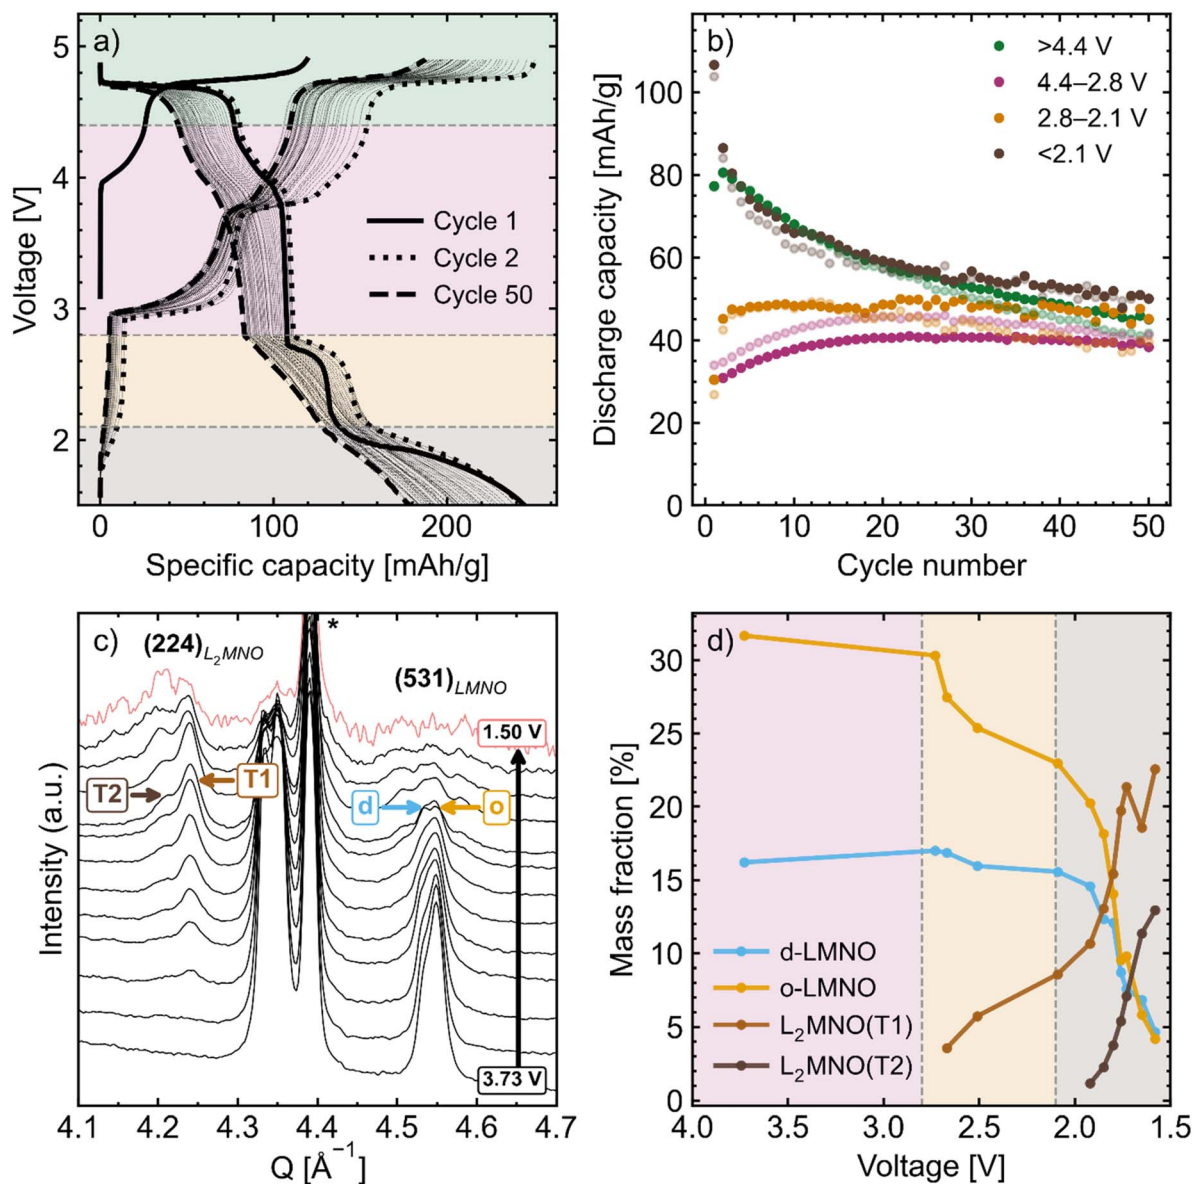 a)
5
4
3
2
Voltage [V]
Cycle 1
Cycle 2
Cycle 50
0
100
200
Specific capacity [mAh/g]
b)
>4.4 V
4.4–2.8 V
2.8–2.1 V
<2.1 V
100
80
60
40
20
0
Discharge capacity [mAh/g]
0
10
20
30
40
50
Cycle number
c)
(224)L₂MNO
*
(531)LMNO
1.50 V
T2
T1
d
o
3.73 V
Intensity (a.u.)
4.1
4.2
4.3
4.4
4.5
4.6
4.7
Q [Å⁻¹]
d)
30
25
20
15
10
5
0
Mass fraction [%]
d-LMNO
o-LMNO
L₂MNO(T1)
L₂MNO(T2)
4.0
3.0
2.5
2.0
1.5
Voltage [V]